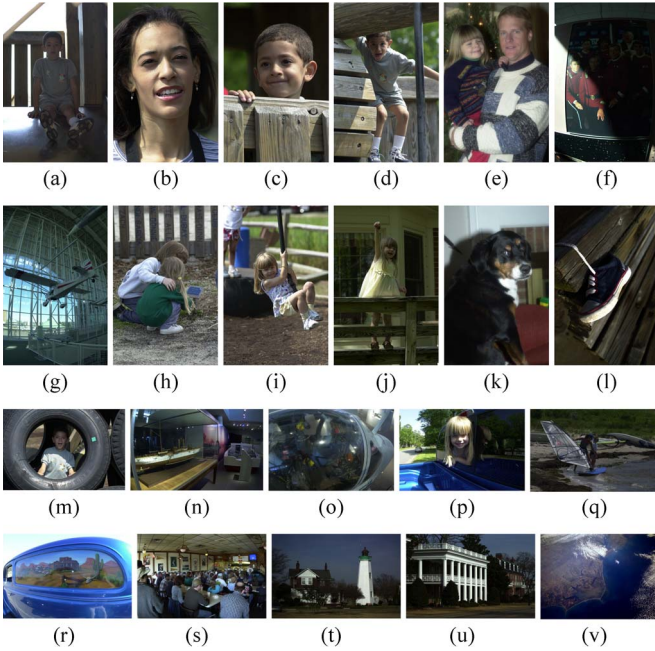 (a) (b) (c) (d) (e) (f)
(g) (h) (i) (j) (k) (l)
(m) (n) (o) (p) (q)
(r) (s) (t) (u) (v)